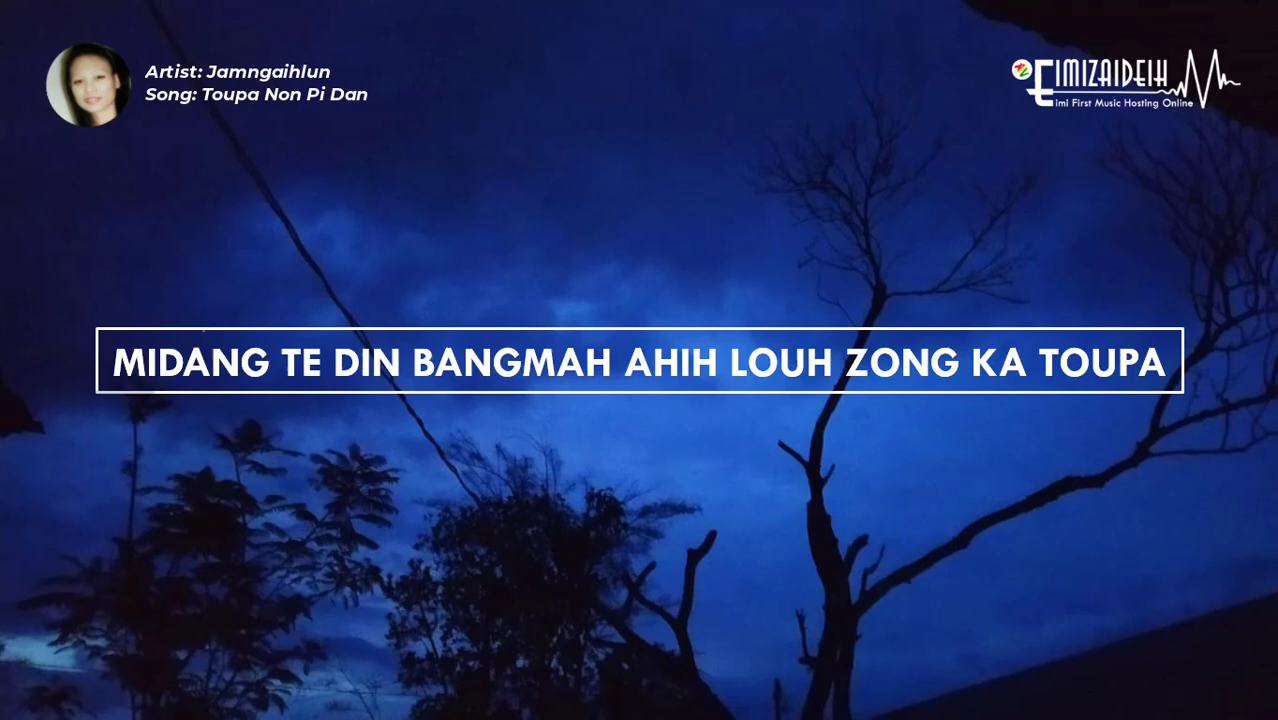 Artist: Jamngaihlun
Song: Toupa Non Pi Dan
EIMIZAIDEIH
Eimi First Music Hosting Online
MIDANG TE DIN BANGMAH AHIH LOUH ZONG KA TOUPA